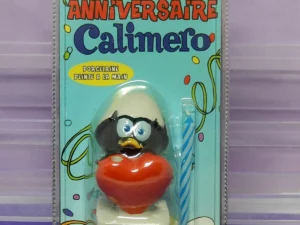 ANNIVERSAIRE
Calimero
PORCELAINE
PEINTE A LA MAIN